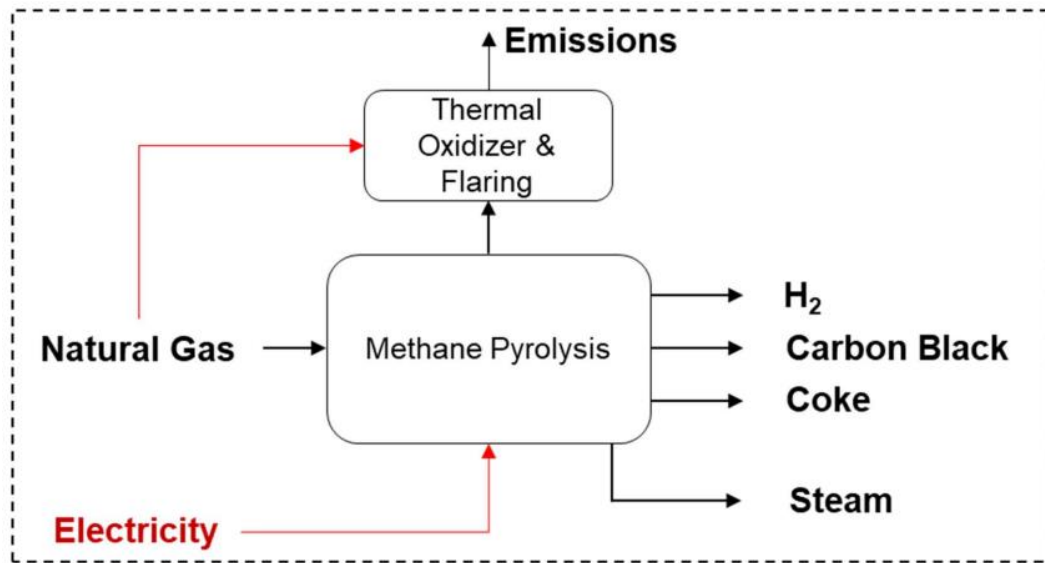 Emissions
Thermal
Oxidizer &
Flaring
H₂
Natural Gas
Methane Pyrolysis
Carbon Black
Coke
Steam
Electricity